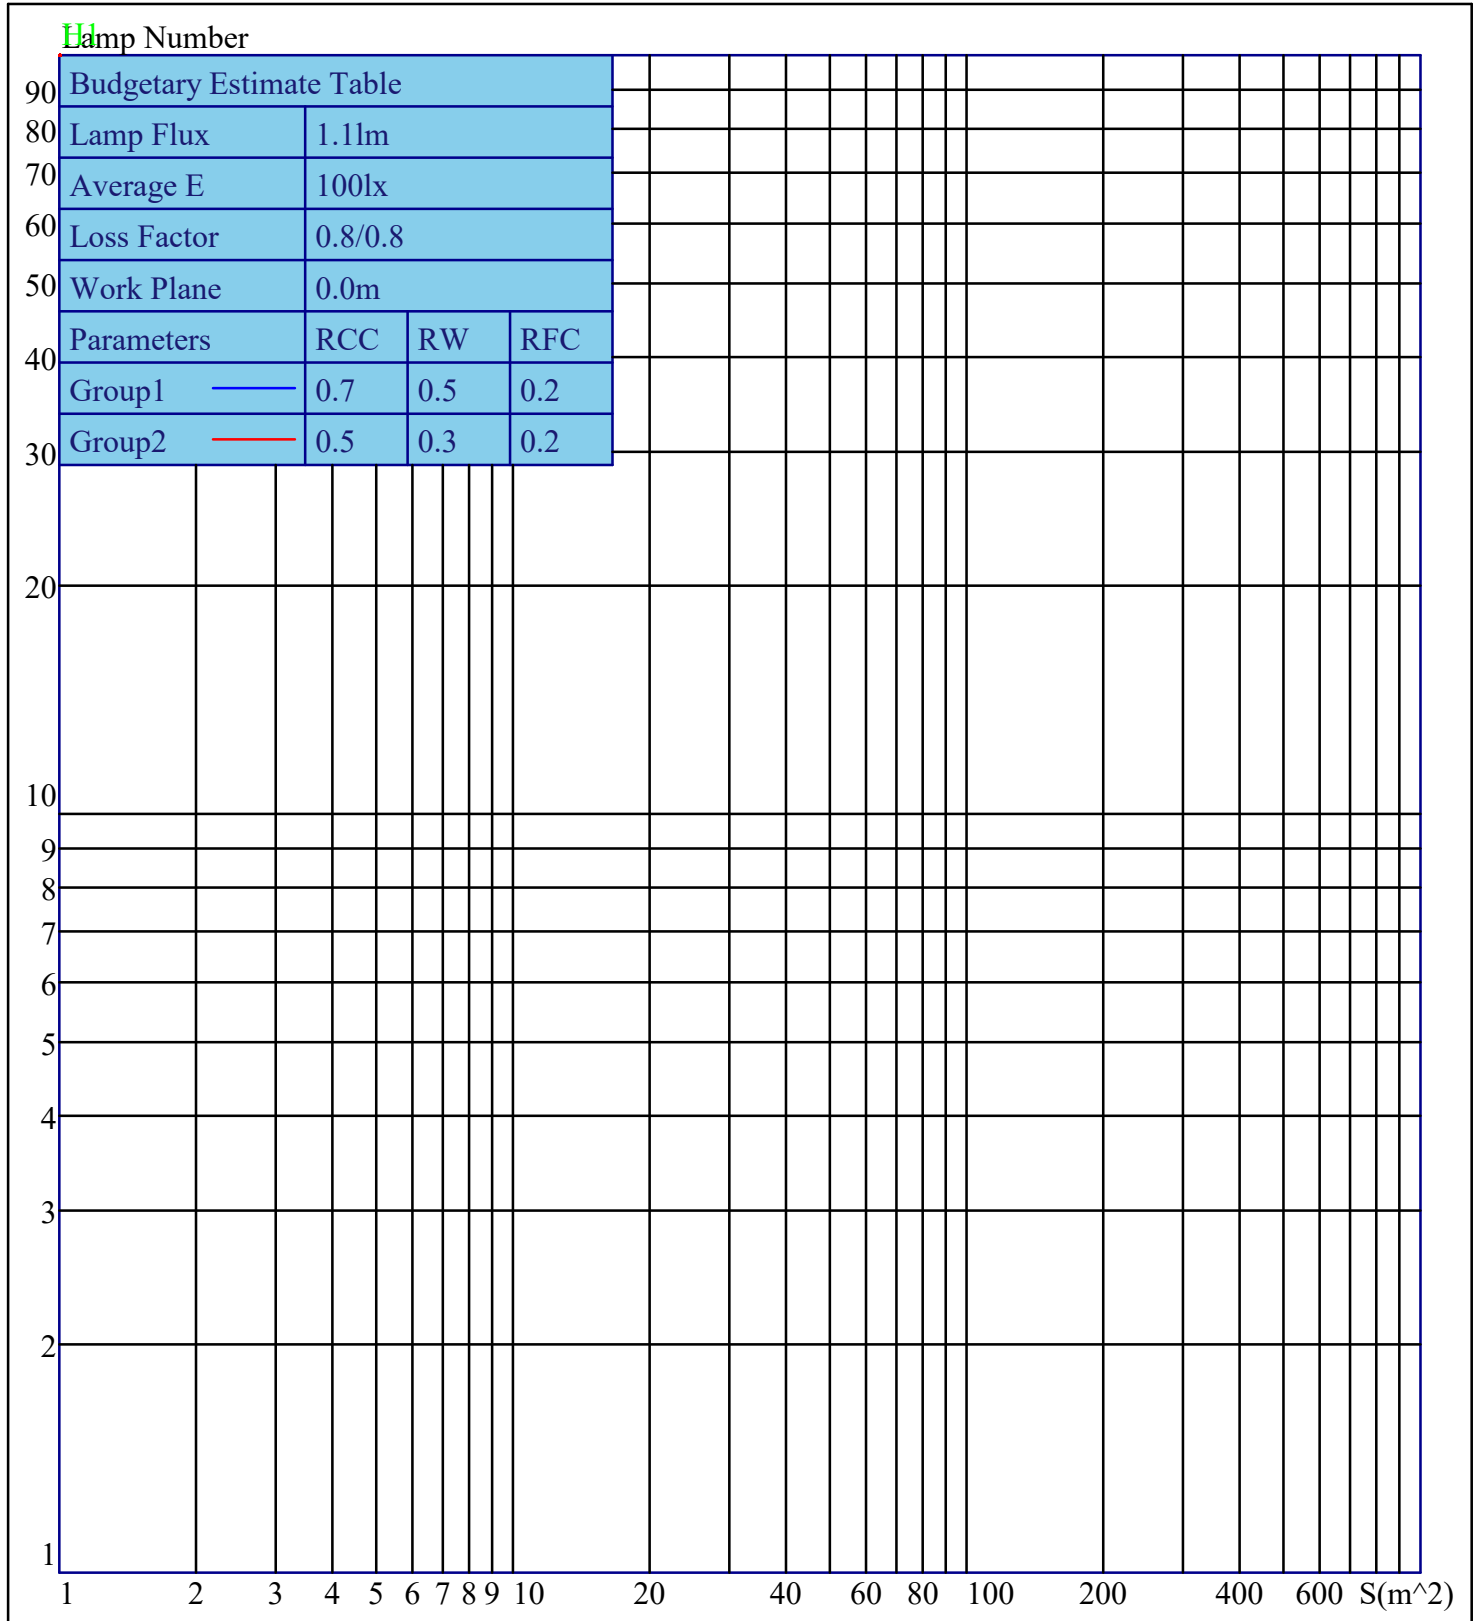 Lamp Number
Budgetary Estimate Table
Lamp Flux 1.1lm
Average E 100lx
Loss Factor 0.8/0.8
Work Plane 0.0m
Parameters RCC RW RFC
Group1 0.7 0.5 0.2
Group2 0.5 0.3 0.2
90
80
70
60
50
40
30
20
10
9
8
7
6
5
4
3
2
1
1 2 3 4 5 6 7 8 9 10 20 40 60 80 100 200 400 600 S(m^2)